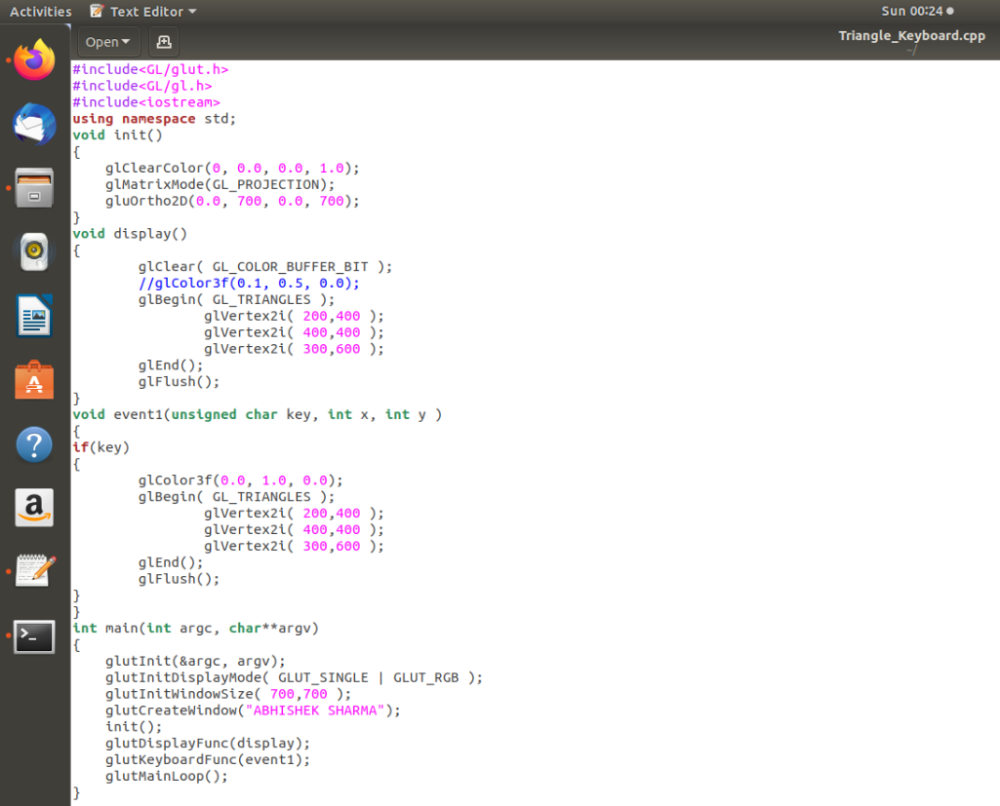 Activities Text Editor Sun 00:24
Open Triangle_Keyboard.cpp
~/
#include<GL/glut.h>
#include<GL/gl.h>
#include<iostream>
using namespace std;
void init()
{
    glClearColor(0, 0.0, 0.0, 1.0);
    glMatrixMode(GL_PROJECTION);
    gluOrtho2D(0.0, 700, 0.0, 700);
}
void display()
{
        glClear( GL_COLOR_BUFFER_BIT );
        //glColor3f(0.1, 0.5, 0.0);
        glBegin( GL_TRIANGLES );
                glVertex2i( 200,400 );
                glVertex2i( 400,400 );
                glVertex2i( 300,600 );
        glEnd();
        glFlush();
}
void event1(unsigned char key, int x, int y )
{
if(key)
{
        glColor3f(0.0, 1.0, 0.0);
        glBegin( GL_TRIANGLES );
                glVertex2i( 200,400 );
                glVertex2i( 400,400 );
                glVertex2i( 300,600 );
        glEnd();
        glFlush();
}
}
int main(int argc, char**argv)
{
    glutInit(&argc, argv);
    glutInitDisplayMode( GLUT_SINGLE | GLUT_RGB );
    glutInitWindowSize( 700,700 );
    glutCreateWindow("ABHISHEK SHARMA");
    init();
    glutDisplayFunc(display);
    glutKeyboardFunc(event1);
    glutMainLoop();
}